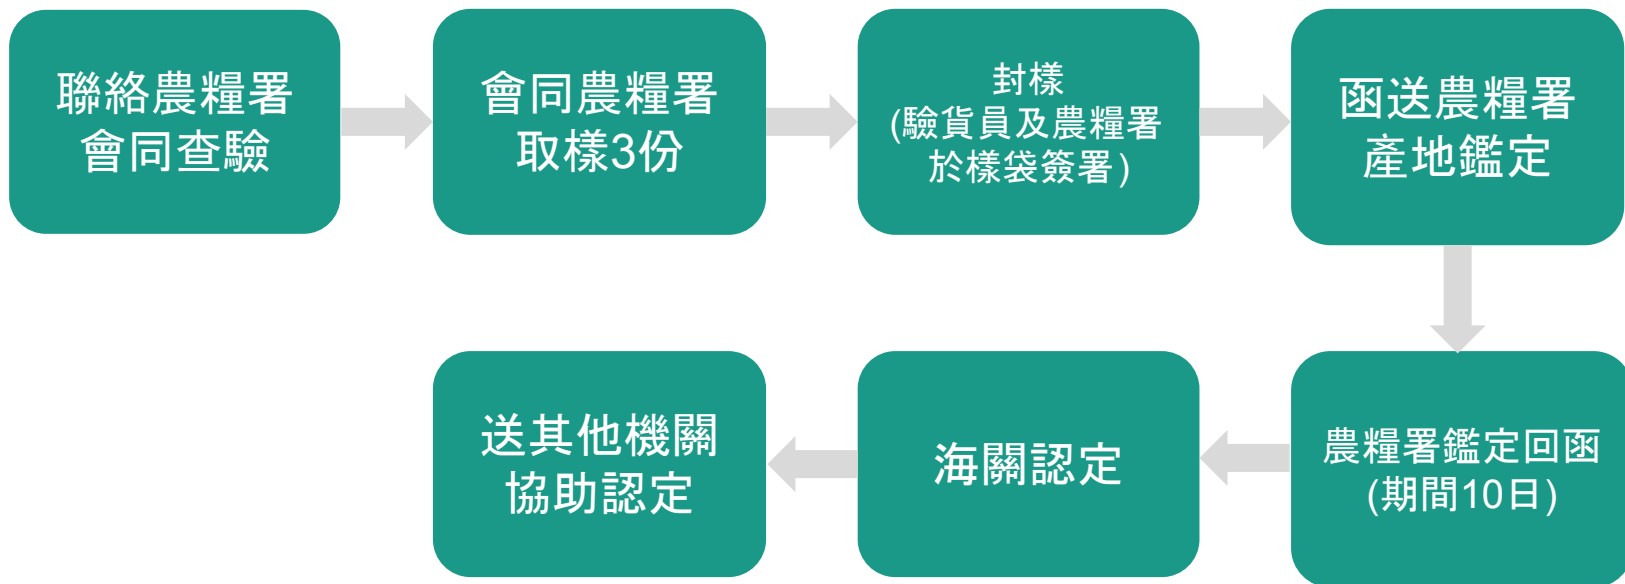 聯絡農糧署
會同查驗
會同農糧署
取樣3份
封樣
(驗貨員及農糧署
於樣袋簽署)
函送農糧署
產地鑑定
農糧署鑑定回函
(期間10日)
海關認定
送其他機關
協助認定